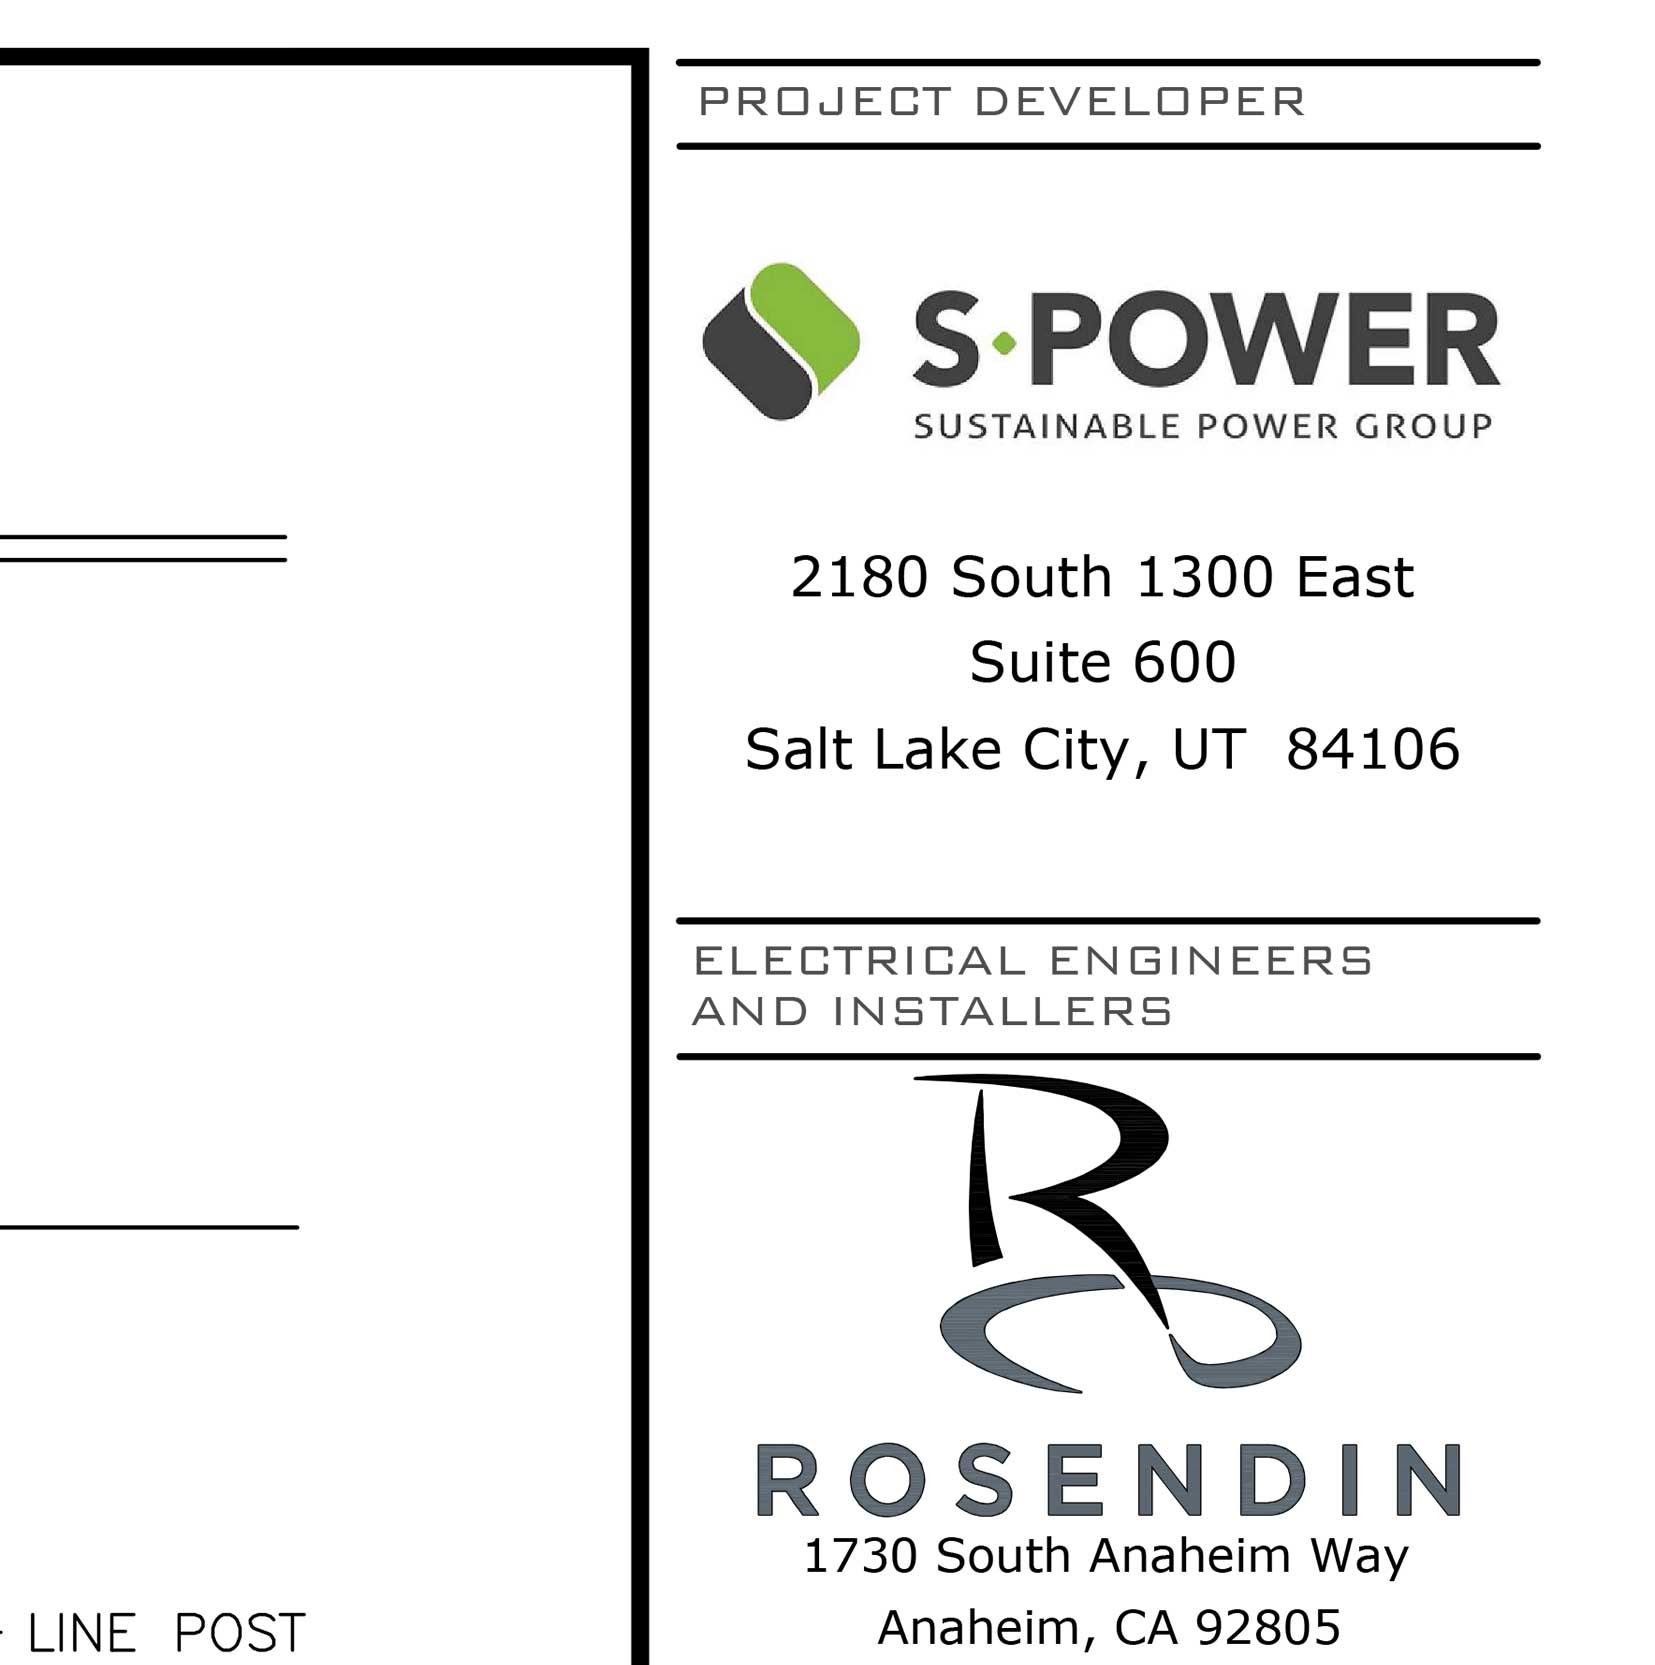 PROJECT DEVELOPER
S·POWER
SUSTAINABLE POWER GROUP
2180 South 1300 East
Suite 600
Salt Lake City, UT  84106
ELECTRICAL ENGINEERS
AND INSTALLERS
R
ROSENDIN
1730 South Anaheim Way
Anaheim, CA 92805
LINE POST